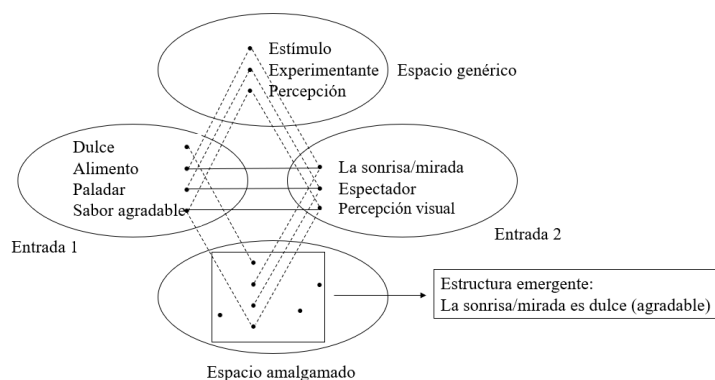 Estímulo
Experimentante
Percepción
Espacio genérico
Dulce
Alimento
Paladar
Sabor agradable
Entrada 1
La sonrisa/mirada
Espectador
Percepción visual
Entrada 2
Estructura emergente:
La sonrisa/mirada es dulce (agradable)
Espacio amalgamado